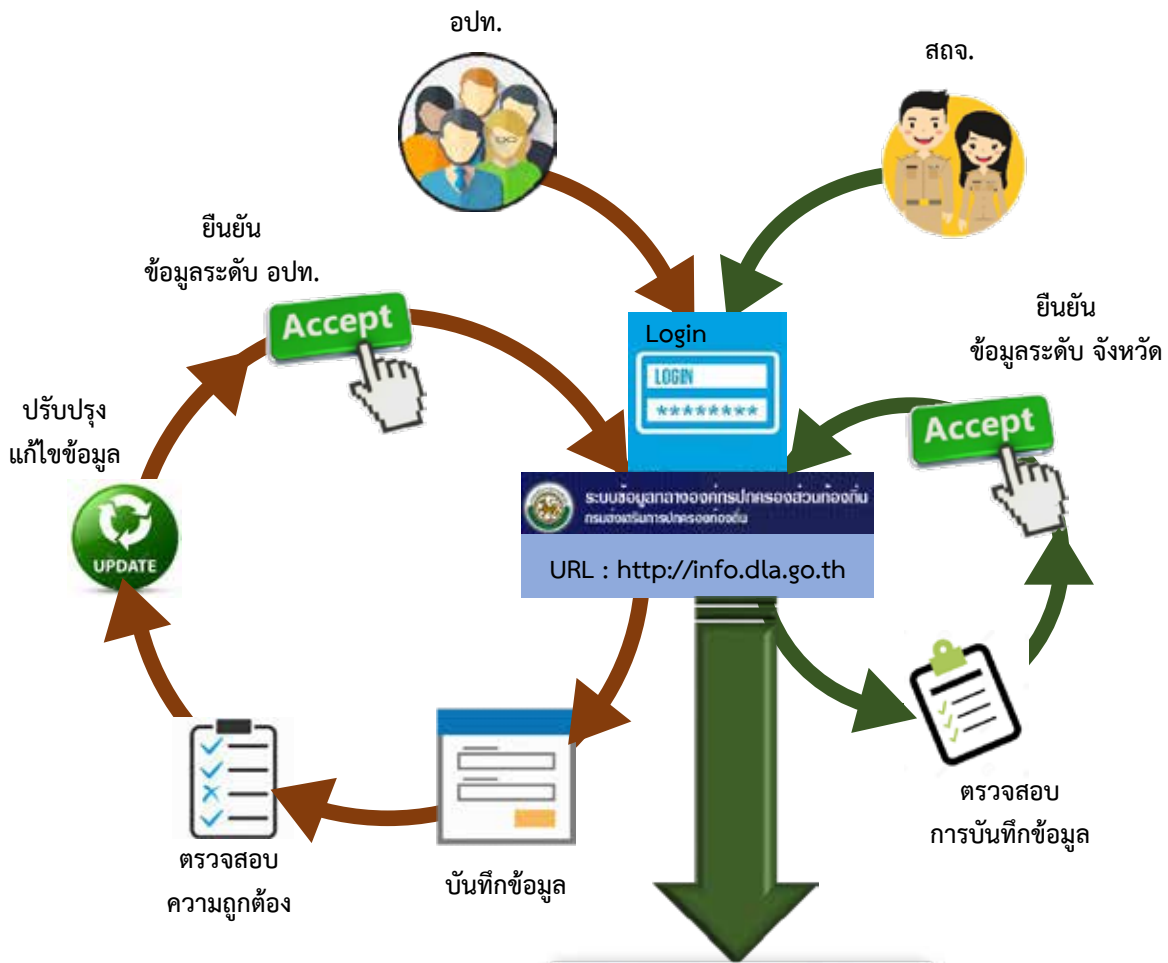 อปท.
สถจ.
ยืนยัน
ข้อมูลระดับ อปท.
Accept
Login
LOGIN
********
ยืนยัน
ข้อมูลระดับ จังหวัด
Accept
ปรับปรุง
แก้ไขข้อมูล
UPDATE
ระบบข้อมูลกลางองค์กรปกครองส่วนท้องถิ่น
กรมส่งเสริมการปกครองท้องถิ่น
URL : http://info.dla.go.th
ตรวจสอบ
ความถูกต้อง
บันทึกข้อมูล
ตรวจสอบ
การบันทึกข้อมูล